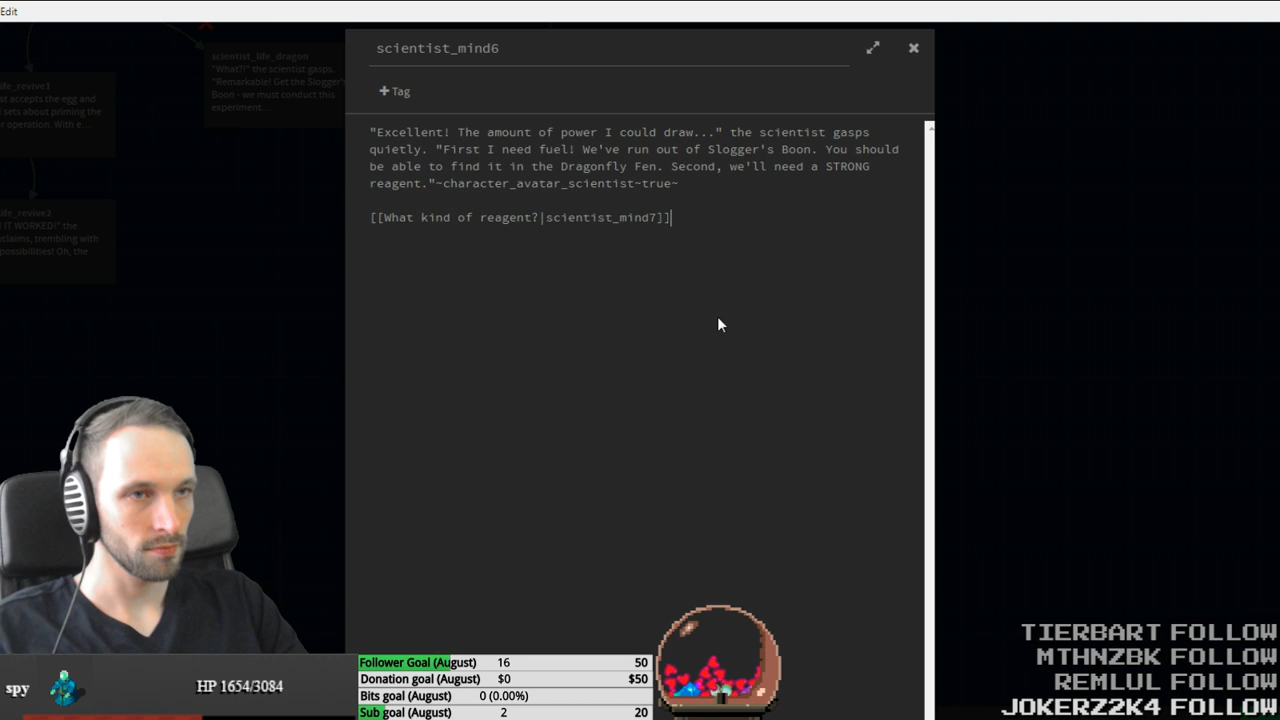 Edit
scientist_mind6
+ Tag
scientist_life_dragon
"What?!" the scientist gasps.
"Remarkable! Get the Slogger's
Boon - we must conduct this
experiment...
ife_revive1
st accepts the egg and
sets about priming the
r operation. With e...
ife_revive2
IT WORKED!" the
claims, trembling with
possibilities! Oh, the
"Excellent! The amount of power I could draw..." the scientist gasps
quietly. "First I need fuel! We've run out of Slogger's Boon. You should
be able to find it in the Dragonfly Fen. Second, we'll need a STRONG
reagent."~character_avatar_scientist~true~
[[What kind of reagent?|scientist_mind7]]
spy
HP 1654/3084
Follower Goal (August) 16 50
Donation goal (August) $0 $50
Bits goal (August) 0 (0.00%)
Sub goal (August) 2 20
TIERBART FOLLOW
MTHNZBK FOLLOW
REMLUL FOLLOW
JOKERZ2K4 FOLLOW